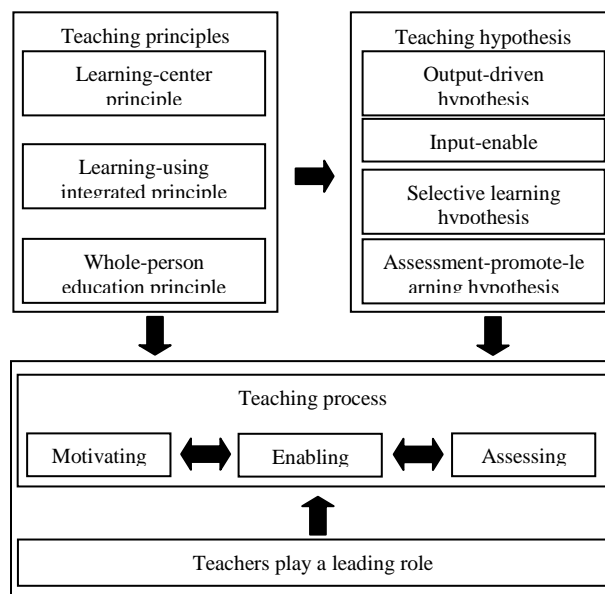 Teaching principles
Learning-center
principle
Learning-using
integrated principle
Whole-person
education principle
Teaching hypothesis
Output-driven
hypothesis
Input-enable
Selective learning
hypothesis
Assessment-promote-le
arning hypothesis
Teaching process
Motivating
Enabling
Assessing
Teachers play a leading role